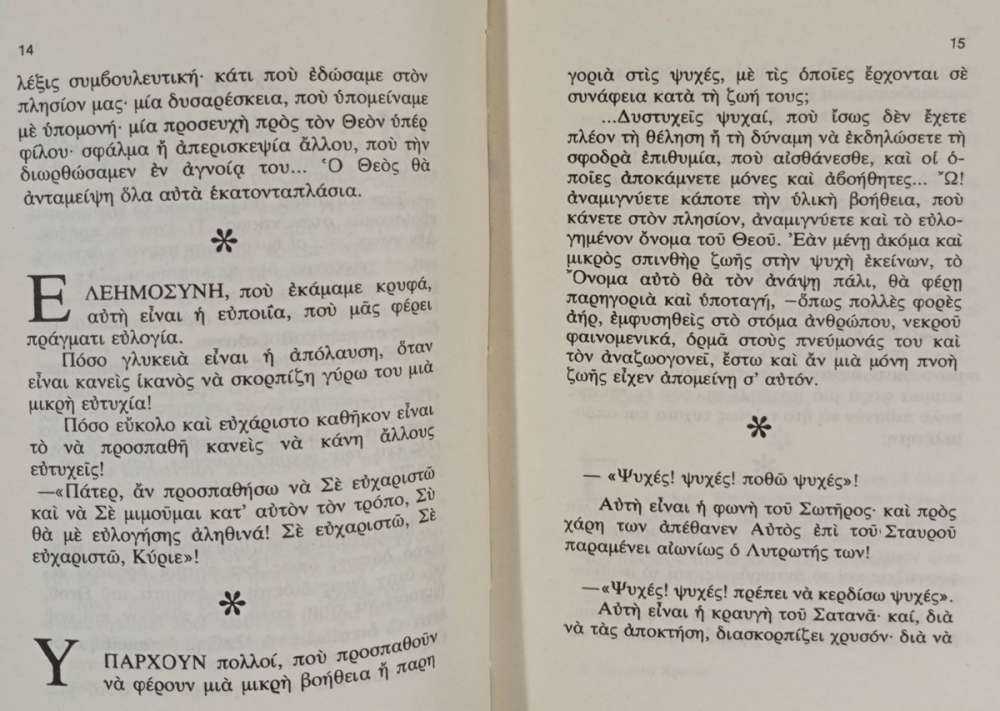 14
λέξις συμβουλευτική· κάτι ποὺ ἐδώσαμε στὸν
πλησίον μας· μία δυσαρέσκεια, ποὺ ὑπομείναμε
μὲ ὑπομονή· μία προσευχὴ πρὸς τὸν Θεὸν ὑπέρ
φίλου· σφάλμα ἤ ἀπερισκεψία ἄλλου, ποὺ τὴν
διωρθώσαμεν ἐν ἀγνοίᾳ του... Ὁ Θεὸς θὰ
ἀνταμείψη ὅλα αὐτὰ ἑκατονταπλάσια.
*
ΕΛΕΗΜΟΣΥΝΗ, ποὺ ἐκάμαμε κρυφά,
αὐτὴ εἶναι ἡ εὐποιΐα, ποὺ μᾶς φέρει
πράγματι εὐλογία.
Πόσο γλυκειὰ εἶναι ἡ ἀπόλαυση, ὅταν
εἶναι κανεὶς ἱκανὸς νὰ σκορπίζη γύρω του μιὰ
μικρὴ εὐτυχία!
Πόσο εὔκολο καὶ εὐχάριστο καθῆκον εἶναι
τὸ νὰ προσπαθῆ κανεὶς νὰ κάνη ἄλλους
εὐτυχεῖς!
—«Πάτερ, ἄν προσπαθήσω νὰ Σὲ εὐχαριστῶ
καὶ νὰ Σὲ μιμοῦμαι κατ' αὐτὸν τὸν τρόπο, Σὺ
θὰ μὲ εὐλογήσης ἀληθινά! Σὲ εὐχαριστῶ, Σὲ
εὐχαριστῶ, Κύριε»!
*
ΥΠΑΡΧΟΥΝ πολλοί, ποὺ προσπαθοῦν
νὰ φέρουν μιὰ μικρὴ βοήθεια ἤ παρη
15
γοριὰ στὶς ψυχές, μὲ τὶς ὁποῖες ἔρχονται σὲ
συνάφεια κατὰ τὴ ζωή τους;
...Δυστυχεῖς ψυχαί, ποὺ ἴσως δὲν ἔχετε
πλέον τὴ θέληση ἤ τὴ δύναμη νὰ ἐκδηλώσετε τὴ
σφοδρὰ ἐπιθυμία, ποὺ αἰσθάνεσθε, καὶ οἱ ὁ-
ποῖες ἀποκάμνετε μόνες καὶ ἀβοήθητες... Ὤ!
ἀναμιγνύετε κάποτε τὴν ὑλικὴ βοήθεια, ποὺ
κάνετε στὸν πλησίον, ἀναμιγνύετε καὶ τὸ εὐλο-
γημένον ὄνομα τοῦ Θεοῦ. Ἐὰν μένῃ ἀκόμα καὶ
μικρὸς σπινθὴρ ζωῆς στὴν ψυχὴ ἐκείνων, τὸ
Ὄνομα αὐτὸ θὰ τὸν ἀνάψῃ πάλι, θὰ φέρῃ
παρηγοριὰ καὶ ὑποταγή, —ὅπως πολλὲς φορὲς
ἀήρ, ἐμφυσηθεὶς στὸ στόμα ἀνθρώπου, νεκροῦ
φαινομενικά, ὁρμᾶ στοὺς πνεύμονάς του καὶ
τὸν ἀναζωογονεῖ, ἔστω καὶ ἄν μιὰ μόνη πνοὴ
ζωῆς εἶχεν ἀπομείνῃ σ' αὐτόν.
*
— «Ψυχές! ψυχές! ποθῶ ψυχές»!
Αὐτὴ εἶναι ἡ φωνὴ τοῦ Σωτῆρος· καὶ πρὸς
χάρη των ἀπέθανεν Αὐτὸς ἐπὶ τοῦ Σταυροῦ
παραμένει αἰωνίως ὁ Λυτρωτής των!
—«Ψυχές! ψυχές! πρέπει νὰ κερδίσω ψυχές».
Αὐτὴ εἶναι ἡ κραυγὴ τοῦ Σατανᾶ· καί, διὰ
νὰ τὰς ἀποκτήση, διασκορπίζει χρυσόν· διὰ νὰ